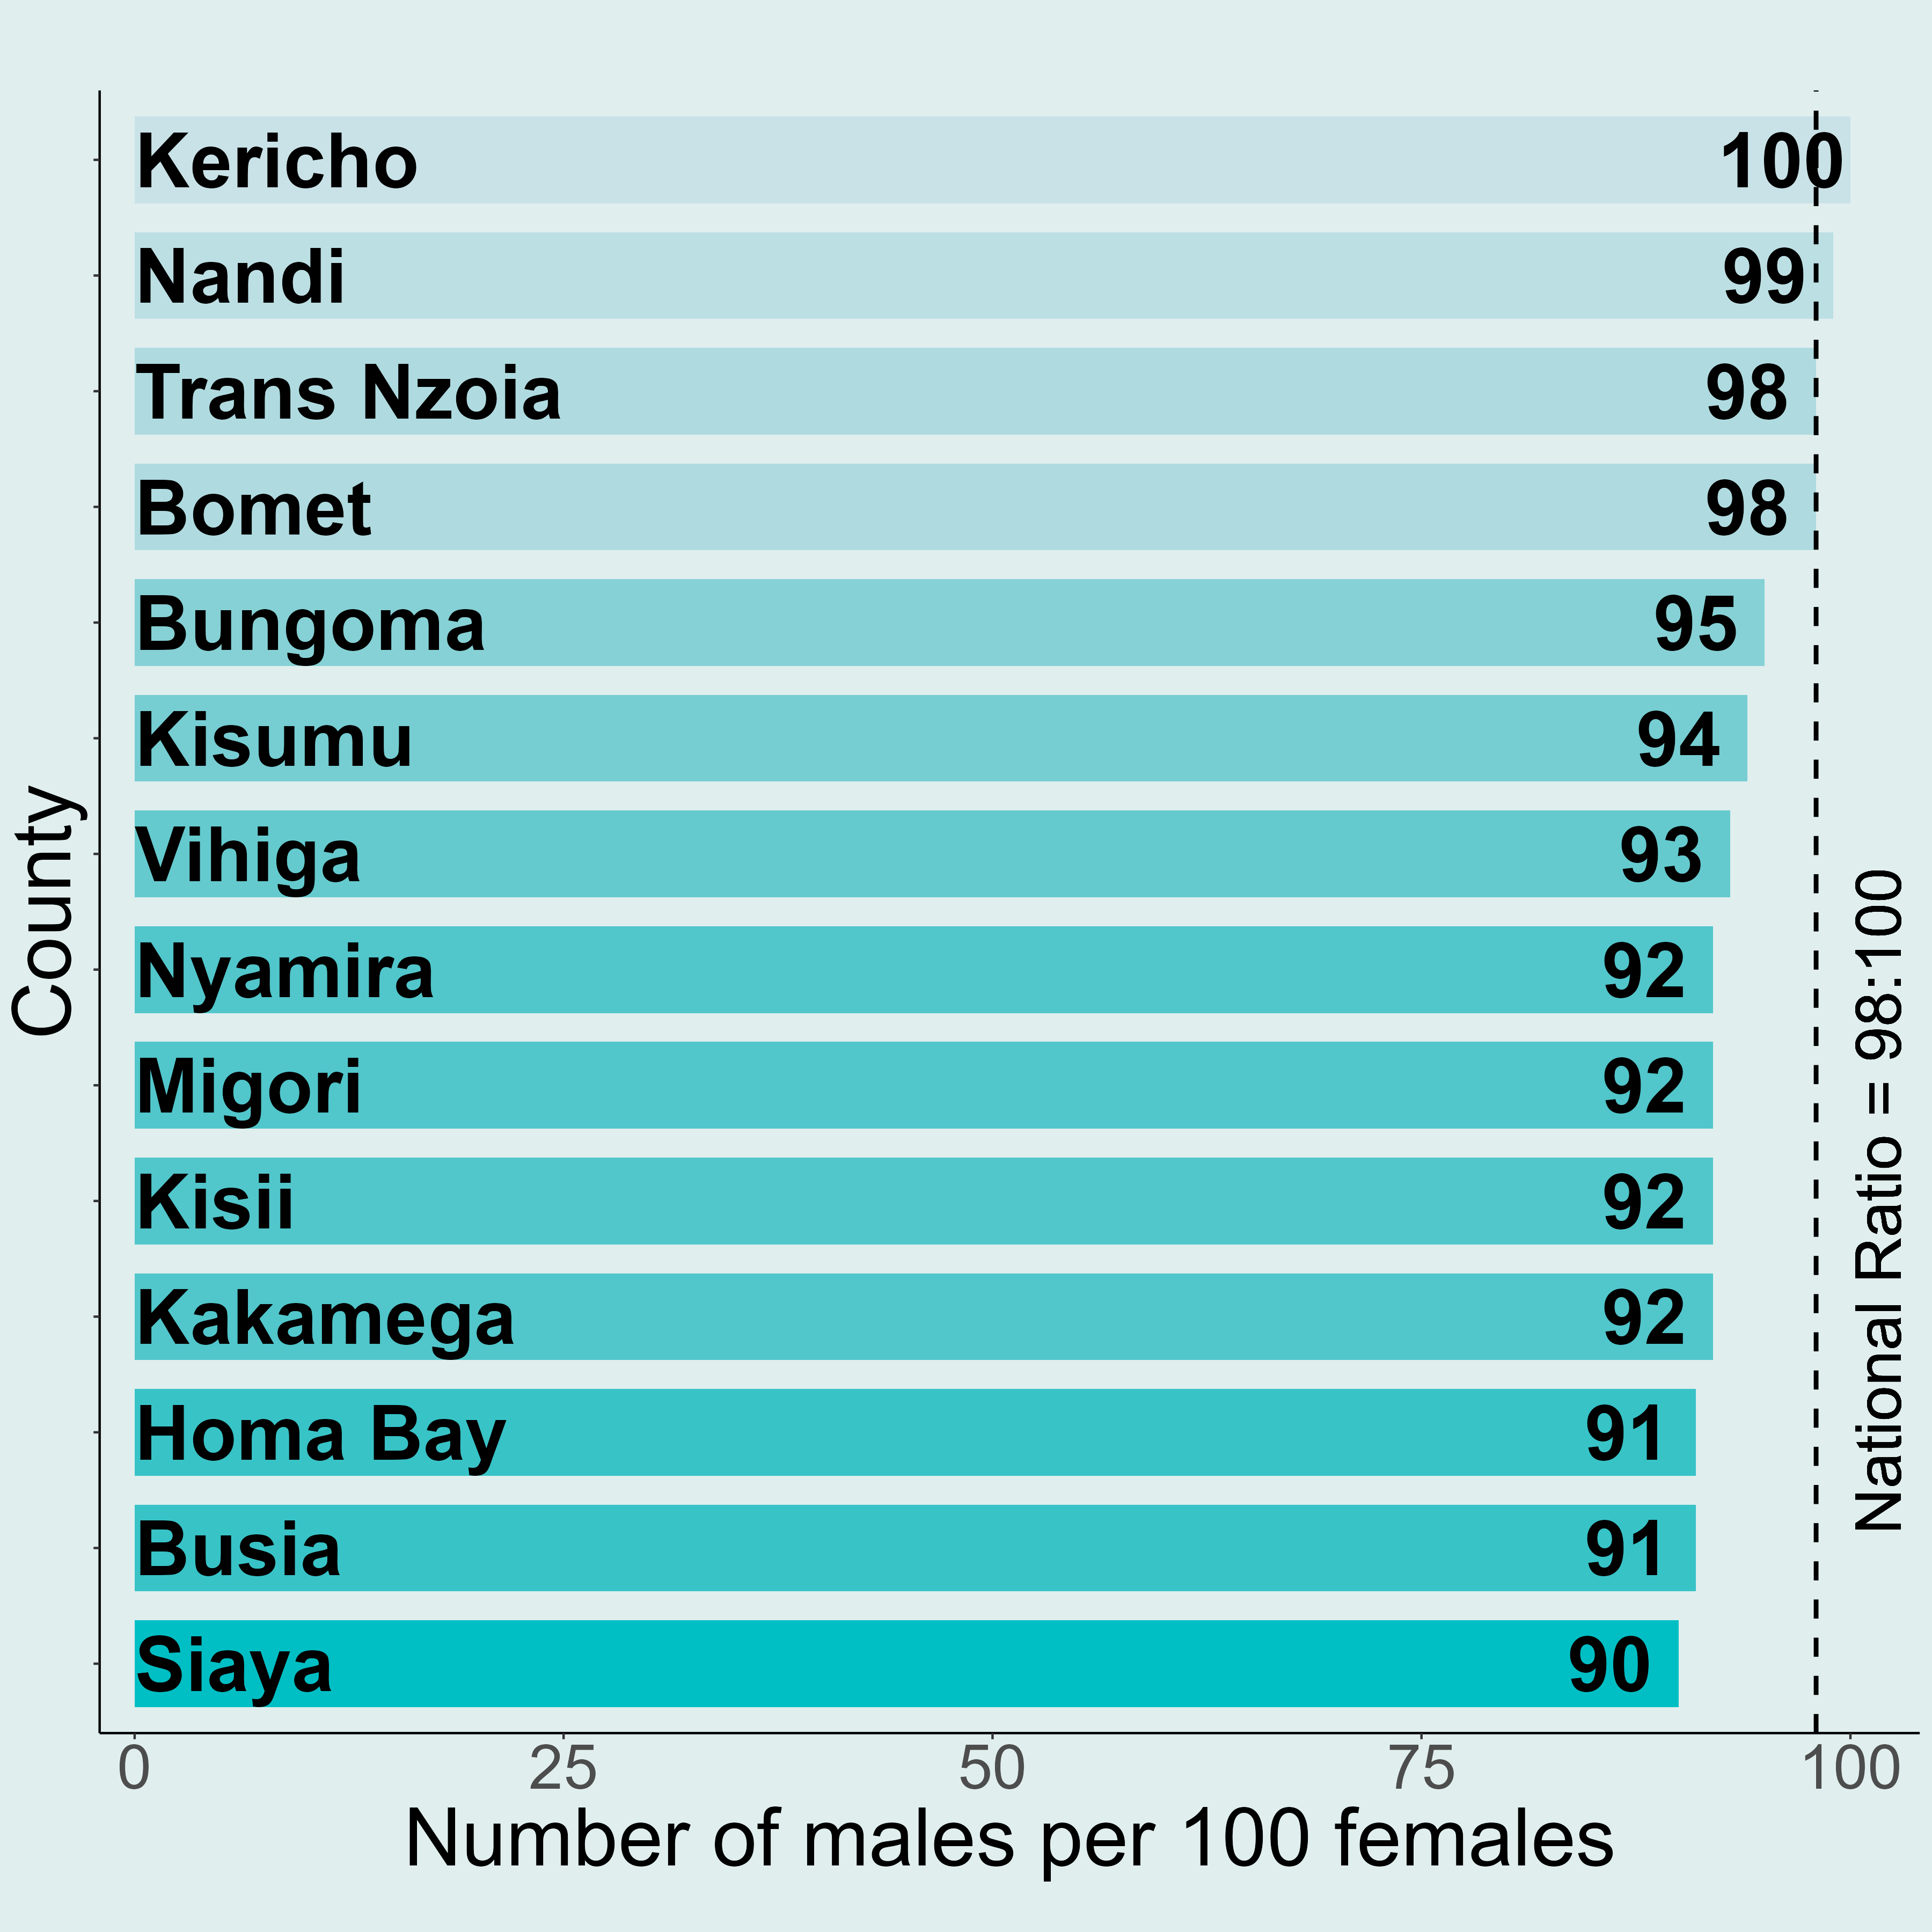 Kericho 100
Nandi 99
Trans Nzoia 98
Bomet 98
Bungoma 95
Kisumu 94
Vihiga 93
Nyamira 92
Migori 92
Kisii 92
Kakamega 92
Homa Bay 91
Busia 91
Siaya 90
County
National Ratio = 98:100
0 25 50 75 100
Number of males per 100 females